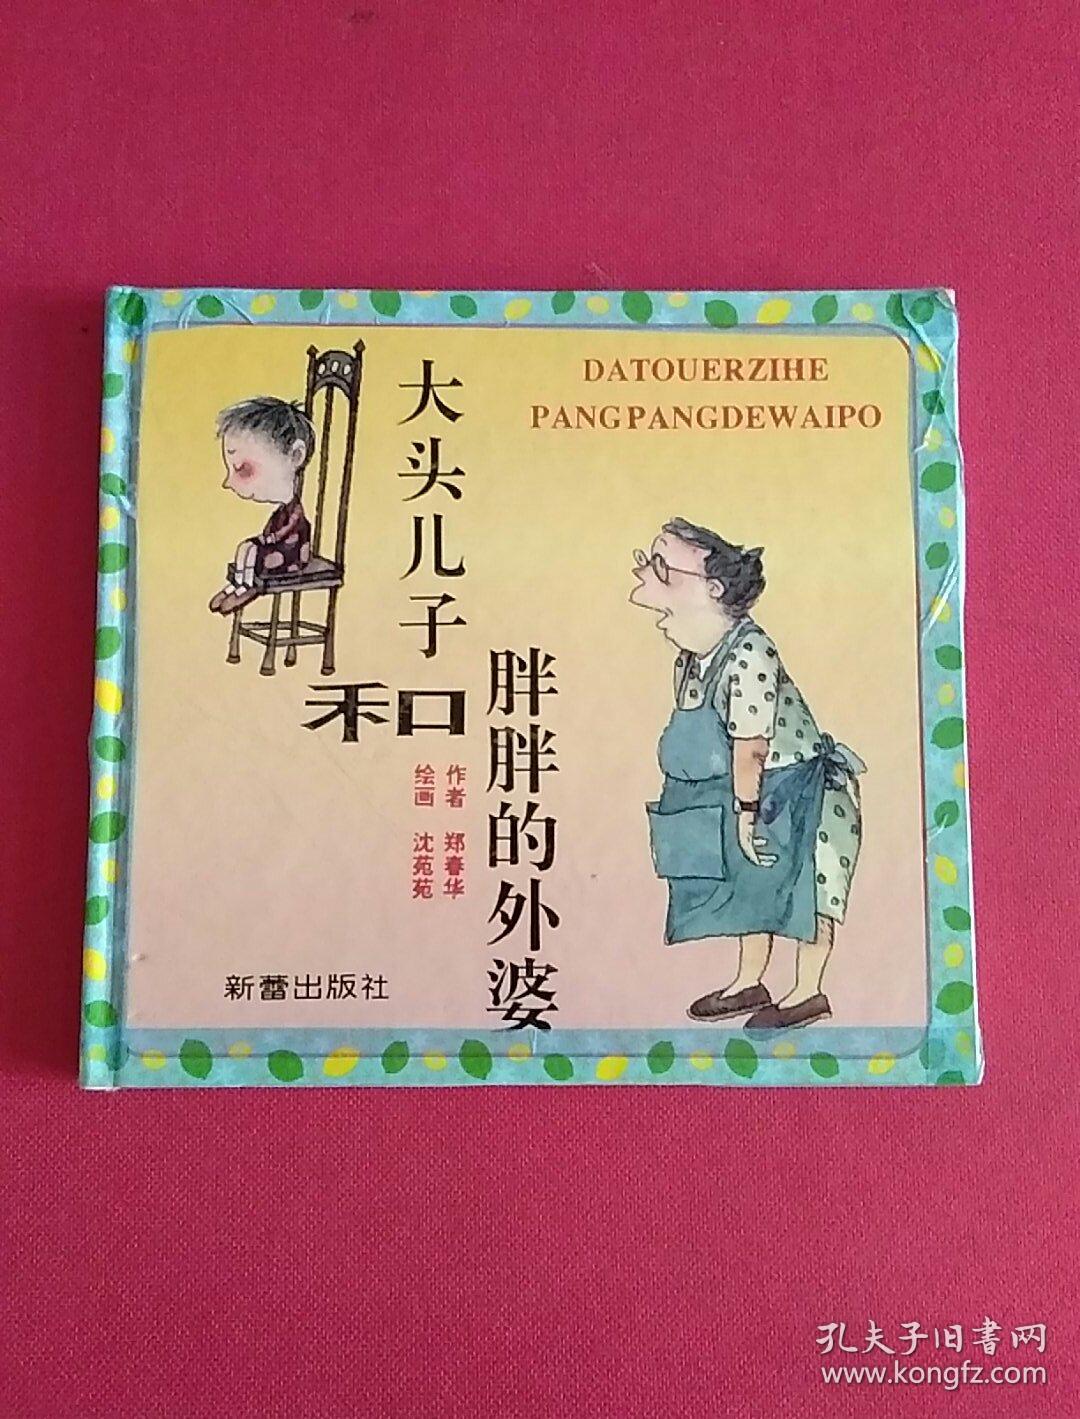 DATOUERZIHE
PANGPANGDEWAIPO
大头儿子
和
胖胖的外婆
作者 郑春华
绘画 沈苑苑
新蕾出版社
孔夫子旧書网
www.kongfz.com